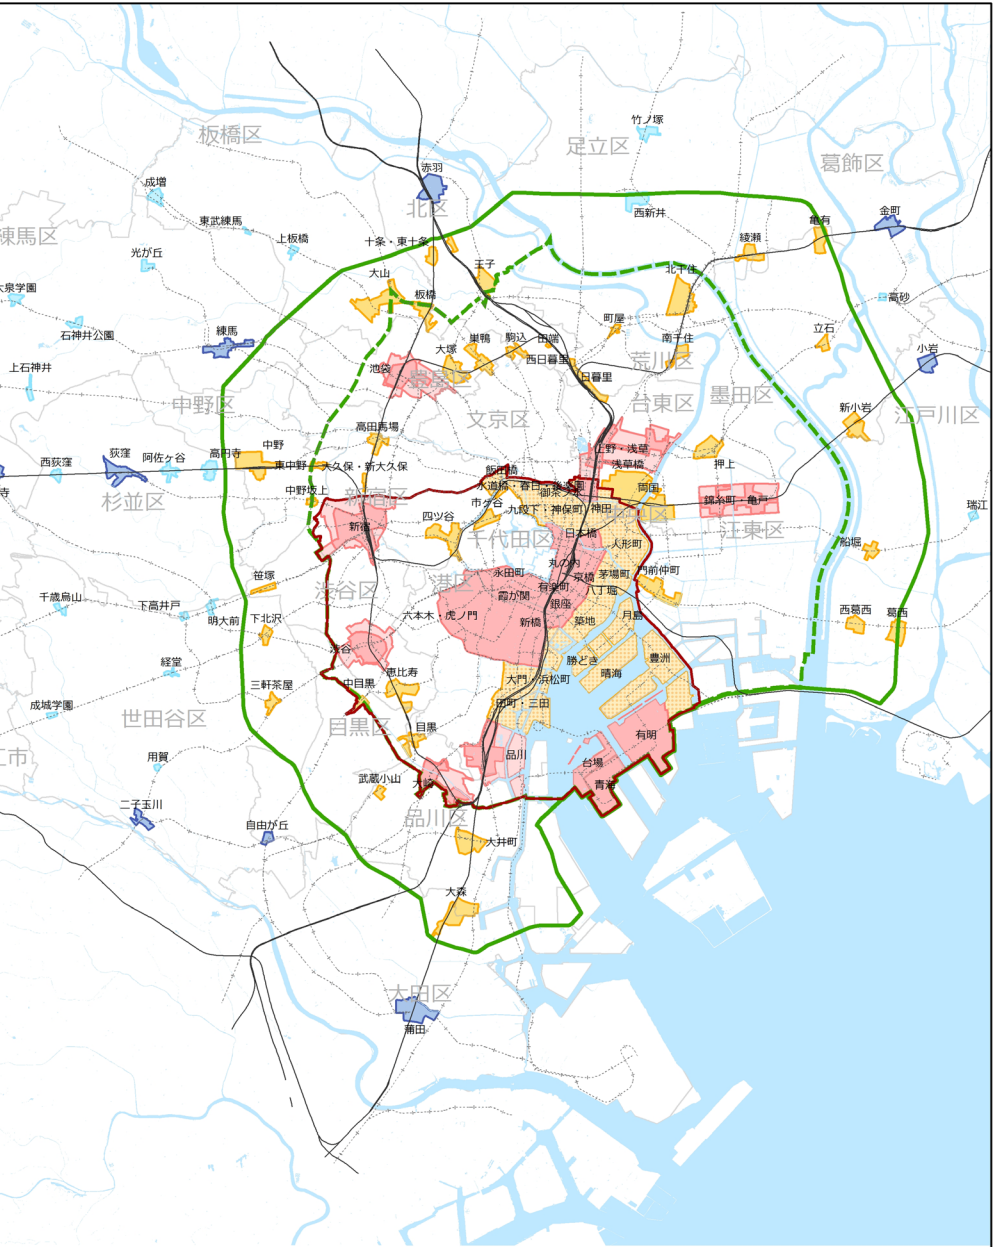 竹ノ塚
板橋区
足立区
葛飾区
赤羽
成増
北区
西新井
金町
亀有
東武練馬
練馬区
上板橋
十条・東十条
綾瀬
光が丘
王子
大山
北千住
大泉学園
板橋
高砂
町屋
立石
石神井公園
練馬
巣鴨
駒込
田端
南千住
大塚
西日暮里
荒川区
小岩
上石神井
池袋
豊島区
日暮里
中野区
台東区
墨田区
新小岩
江戸川区
文京区
高田馬場
中野
上野・浅草
荻窪
阿佐ヶ谷
高円寺
東中野
大久保・新大久保
飯田橋
浅草橋
押上
西荻窪
寺
水道橋・春日・後楽園
両国
中野坂上
御茶ノ水
杉並区
新宿区
市ヶ谷
錦糸町・亀戸
瑞江
新宿
四ツ谷
九段下・神保町
神田
区
江東区
千代田区
日本橋
人形町
船堀
丸の内
笹塚
永田町
京橋
茅場町
門前仲町
渋谷区
港区
有楽町
八丁堀
千歳烏山
下高井戸
霞が関
銀座
西葛西
葛西
明大前
下北沢
六本木・虎ノ門
新橋
築地
月島
渋谷
経堂
勝どき
豊洲
恵比寿
晴海
三軒茶屋
中目黒
大門・浜松町
成城学園
世田谷区
目黒区
田町・三田
目黒
有明
市
用賀
品川
台場
武蔵小山
大崎
青海
二子玉川
自由が丘
品川区
大井町
大森
大田区
蒲田